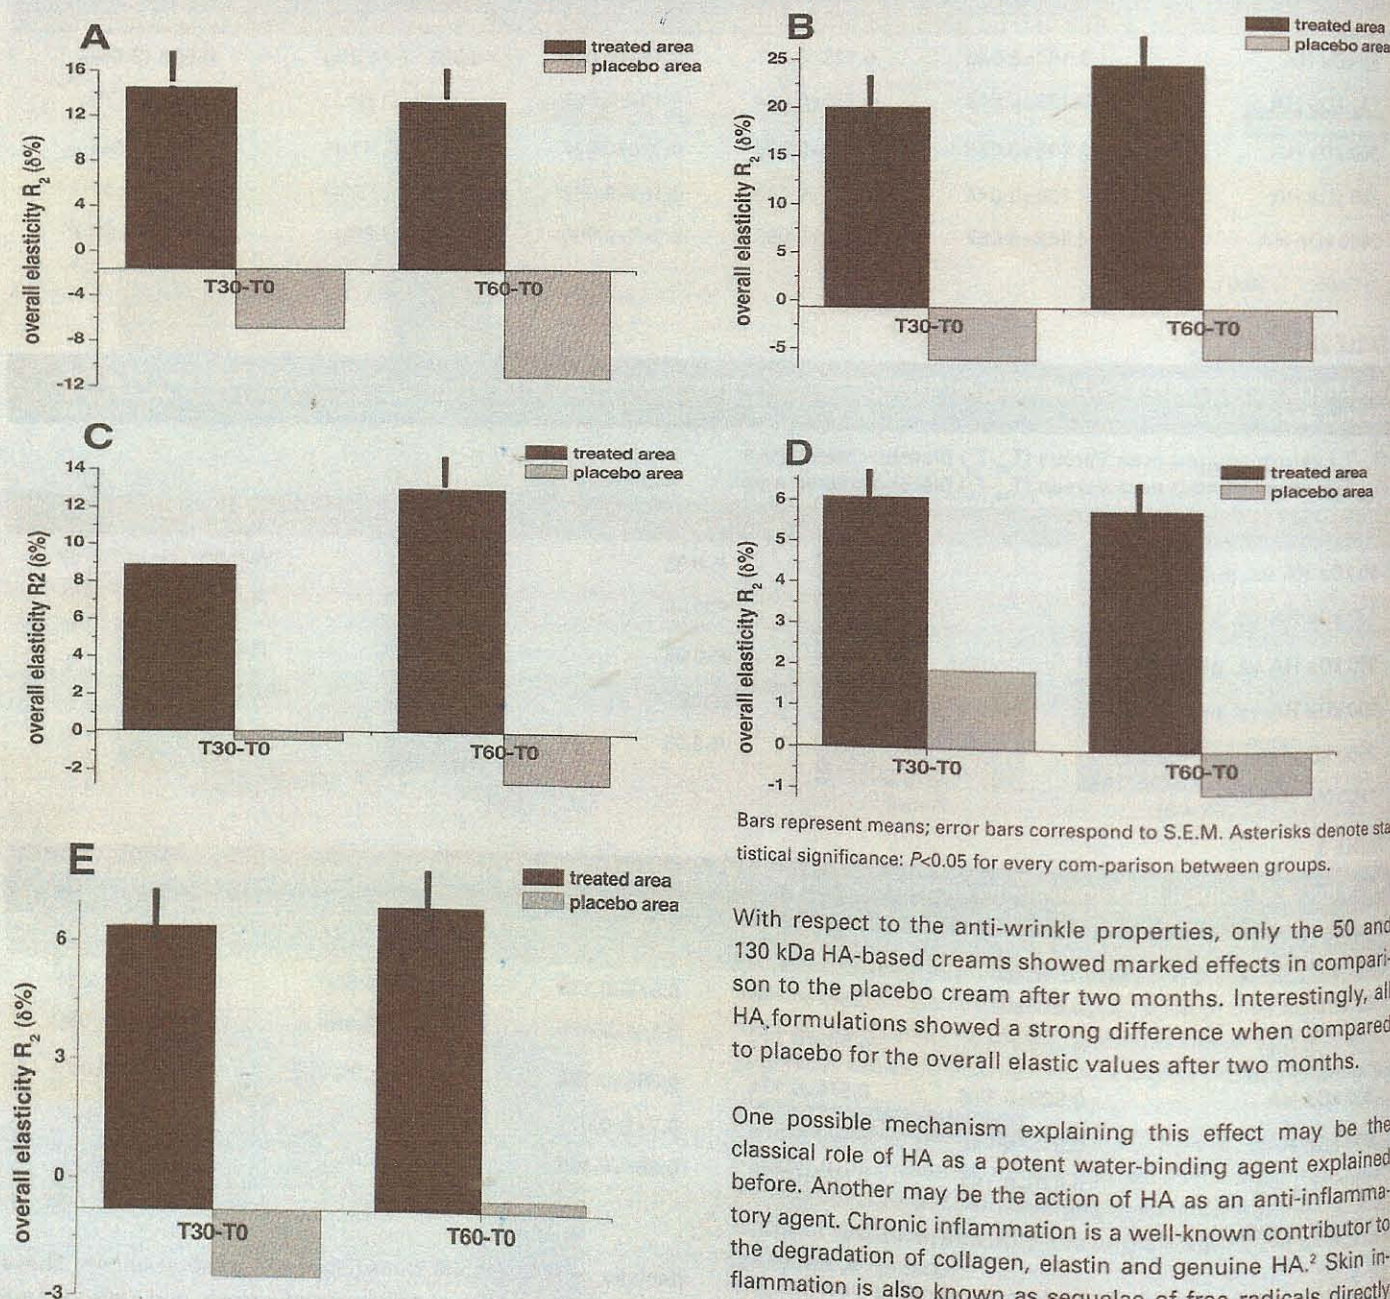 A
treated area
placebo area
overall elasticity R₂ (δ%)
16
12
8
4
0
-4
-8
-12
T30-T0
T60-T0
B
treated area
placebo area
overall elasticity R₂ (δ%)
25
20
15
10
5
0
-5
T30-T0
T60-T0
C
treated area
placebo area
overall elasticity R2 (δ%)
14
12
10
8
6
4
2
0
-2
T30-T0
T60-T0
D
treated area
placebo area
overall elasticity R₂ (δ%)
6
5
4
3
2
1
0
-1
T30-T0
T60-T0
E
treated area
placebo area
overall elasticity R₂ (δ%)
6
3
0
-3
T30-T0
T60-T0
Bars represent means; error bars correspond to S.E.M. Asterisks denote sta
tistical significance: P<0.05 for every com-parison between groups.
With respect to the anti-wrinkle properties, only the 50 and
130 kDa HA-based creams showed marked effects in compari-
son to the placebo cream after two months. Interestingly, all
HA formulations showed a strong difference when compared
to placebo for the overall elastic values after two months.
One possible mechanism explaining this effect may be the
classical role of HA as a potent water-binding agent explained
before. Another may be the action of HA as an anti-inflamma-
tory agent. Chronic inflammation is a well-known contributor to
the degradation of collagen, elastin and genuine HA.² Skin in-
flammation is also known as sequelae of free radicals directly